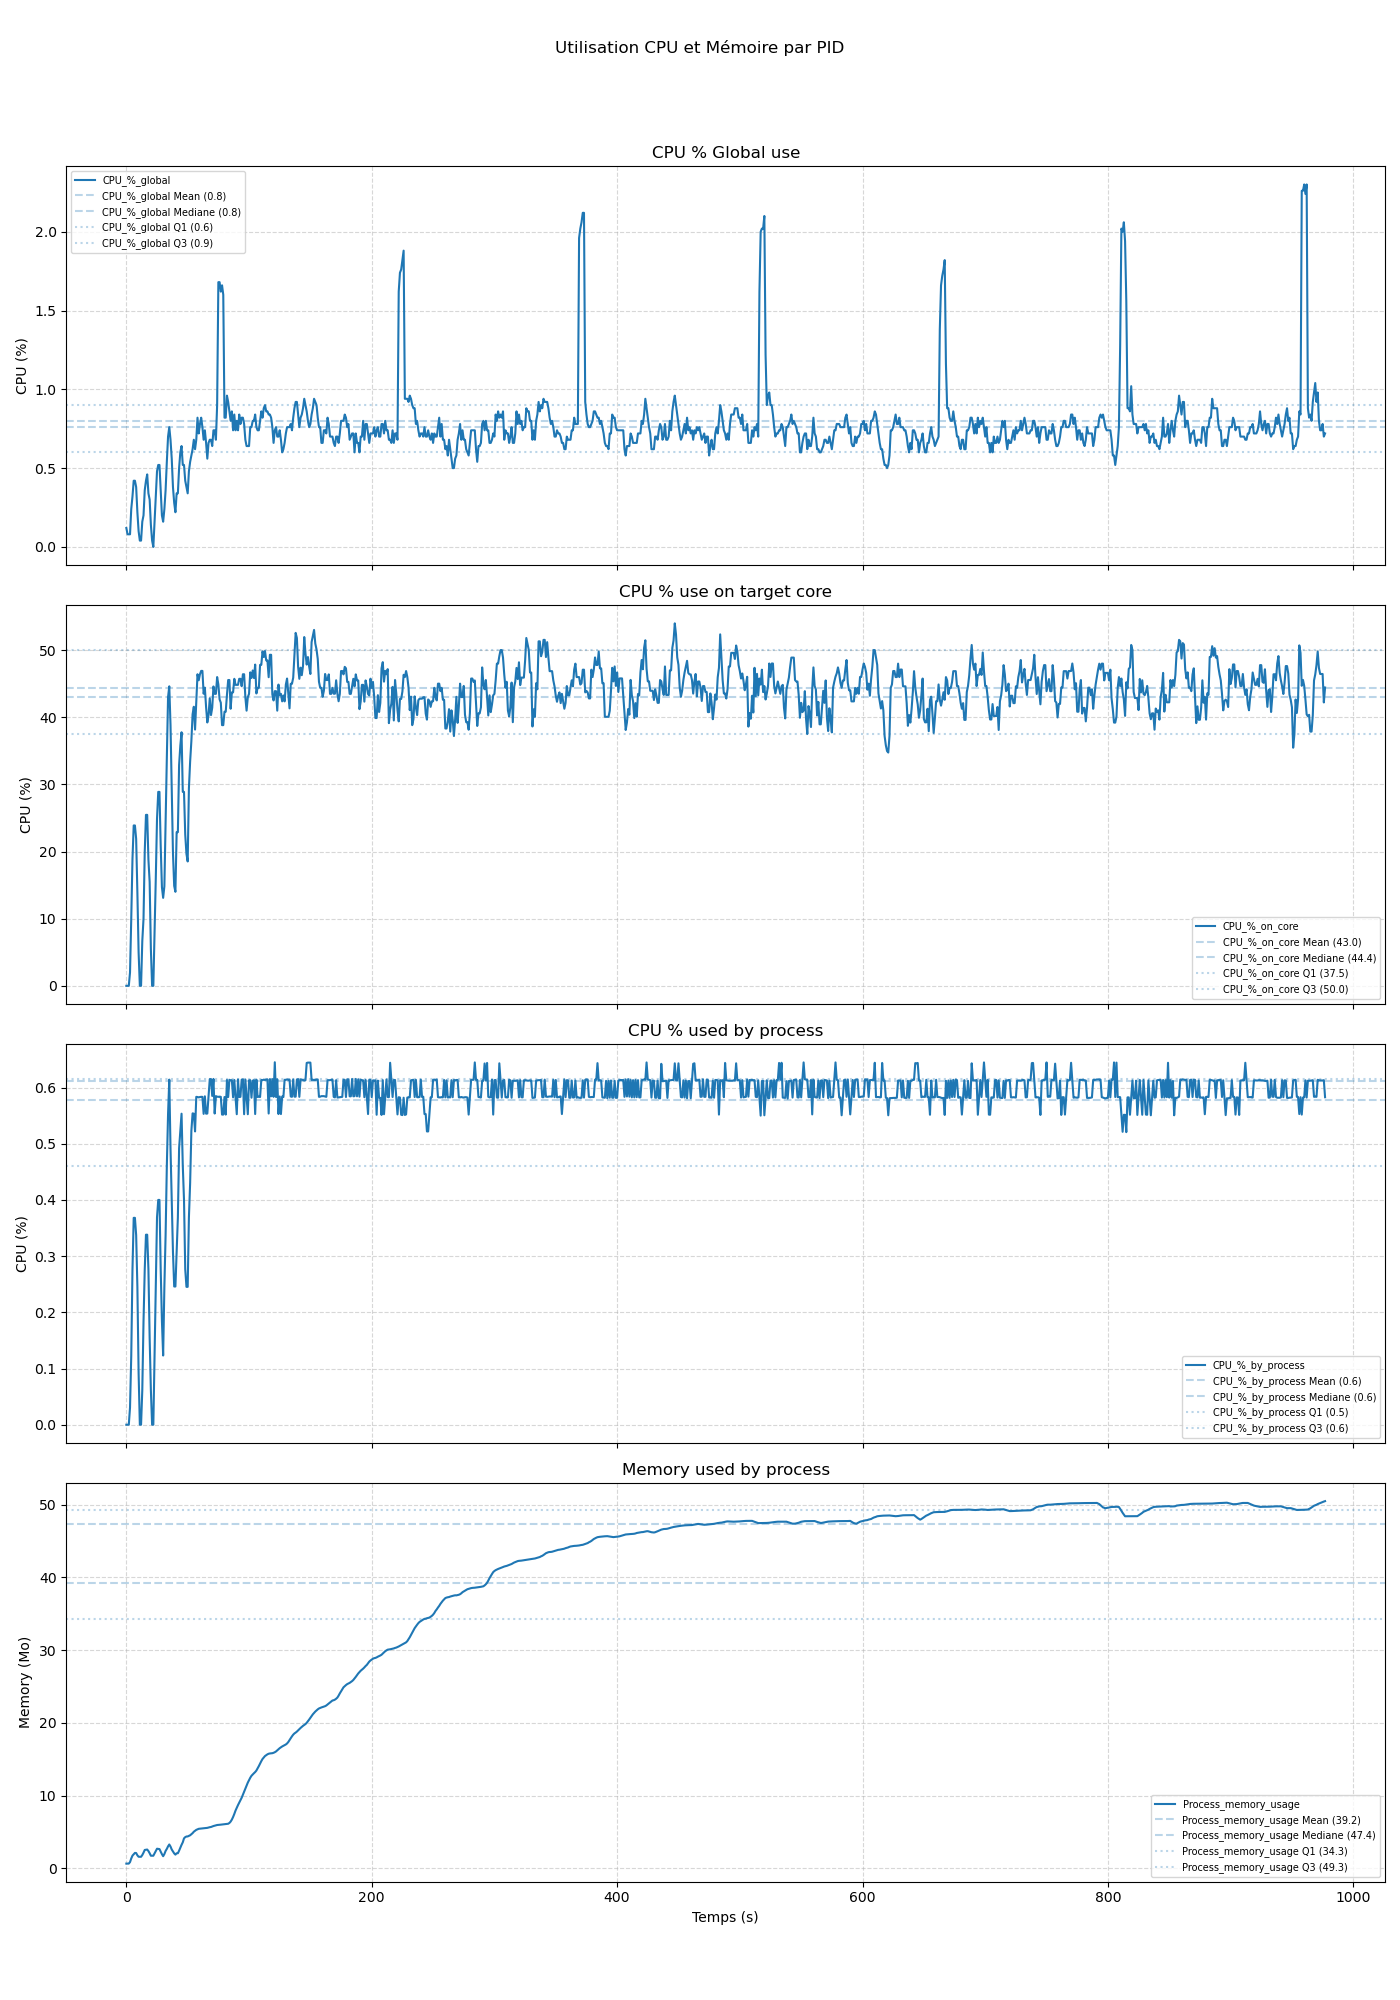 Utilisation CPU et Mémoire par PID
CPU % Global use
CPU_%_global
CPU_%_global Mean (0.8)
CPU_%_global Mediane (0.8)
CPU_%_global Q1 (0.6)
CPU_%_global Q3 (0.9)
CPU (%)
2.0
1.5
1.0
0.5
0.0
CPU % use on target core
CPU (%)
50
40
30
20
10
0
CPU_%_on_core
CPU_%_on_core Mean (43.0)
CPU_%_on_core Mediane (44.4)
CPU_%_on_core Q1 (37.5)
CPU_%_on_core Q3 (50.0)
CPU % used by process
CPU (%)
0.6
0.5
0.4
0.3
0.2
0.1
0.0
CPU_%_by_process
CPU_%_by_process Mean (0.6)
CPU_%_by_process Mediane (0.6)
CPU_%_by_process Q1 (0.5)
CPU_%_by_process Q3 (0.6)
Memory used by process
Memory (Mo)
50
40
30
20
10
0
Process_memory_usage
Process_memory_usage Mean (39.2)
Process_memory_usage Mediane (47.4)
Process_memory_usage Q1 (34.3)
Process_memory_usage Q3 (49.3)
0 200 400 600 800 1000
Temps (s)